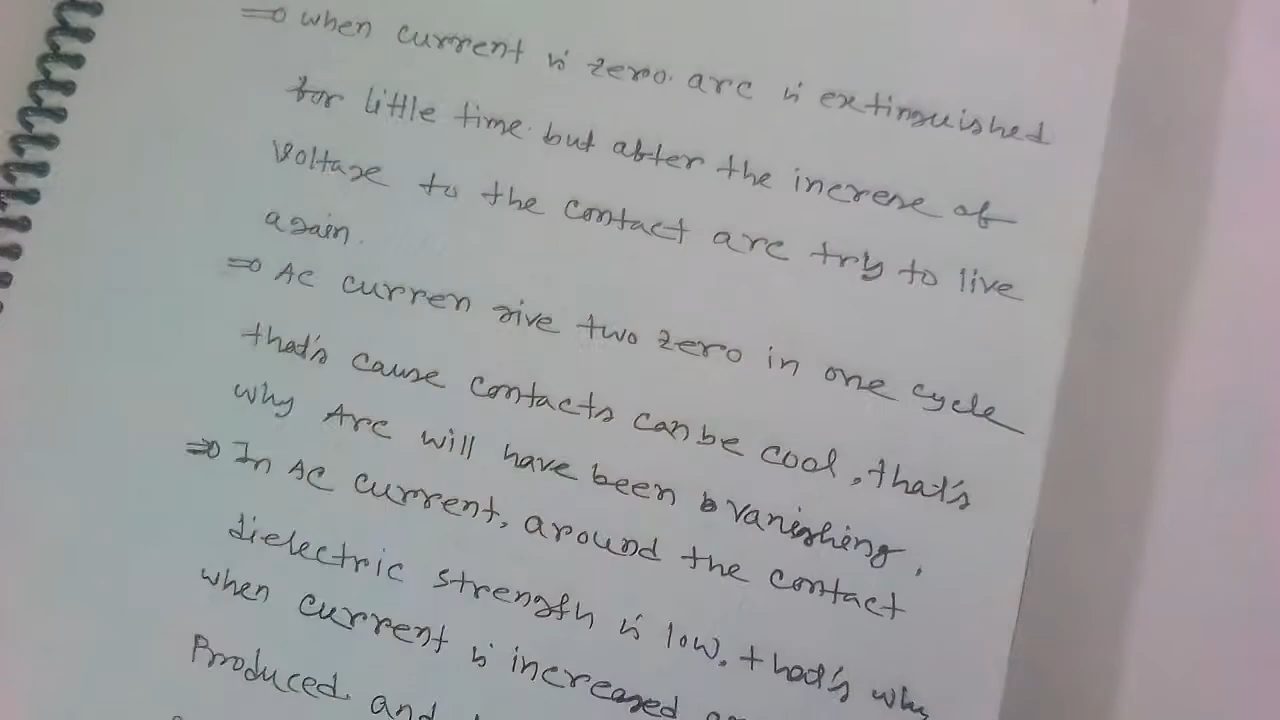 ⇒ when current is zero. arc is extinguished
for little time. but after the increse of
voltage to the contact arc try to live
again.
⇒ AC curren give two zero in one cycle
that's cause contacts can be cool, that's
why Arc will have been vanishing.
⇒ In AC current, around the contact
dielectric strength is low. that's why
when current is increased
Produced and